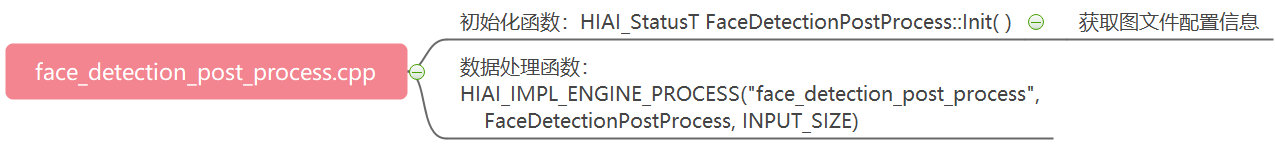 face_detection_post_process.cpp
初始化函数：HIAI_StatusT FaceDetectionPostProcess::Init( )
获取图文件配置信息
数据处理函数：
HIAI_IMPL_ENGINE_PROCESS("face_detection_post_process",
FaceDetectionPostProcess, INPUT_SIZE)